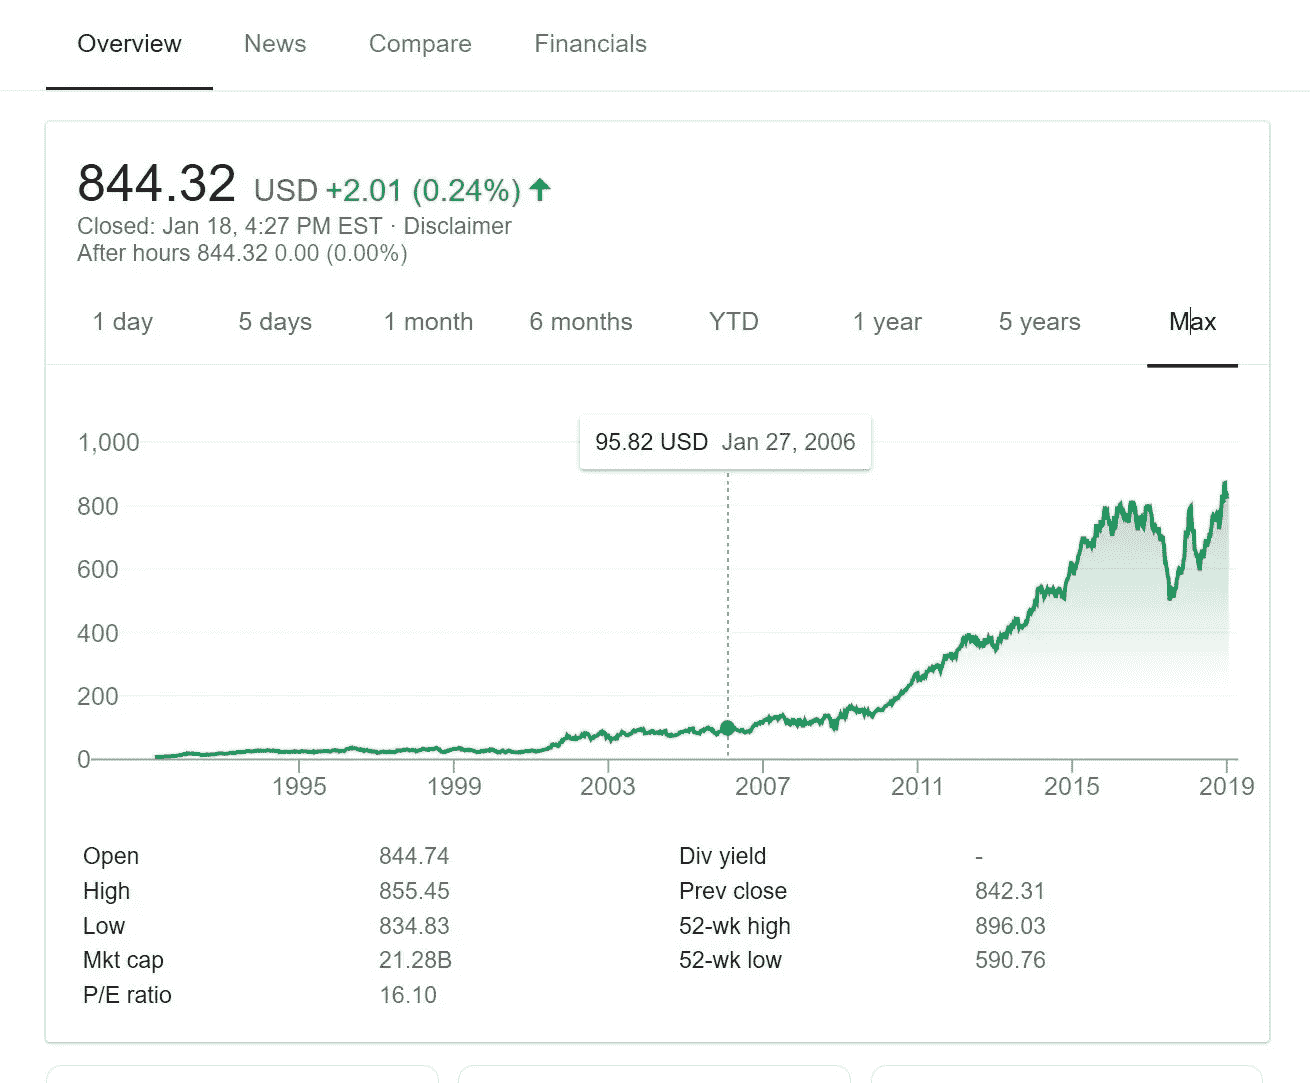 Overview News Compare Financials
844.32 USD +2.01 (0.24%)
Closed: Jan 18, 4:27 PM EST · Disclaimer
After hours 844.32 0.00 (0.00%)
1 day 5 days 1 month 6 months YTD 1 year 5 years Max
95.82 USD Jan 27, 2006
1,000
800
600
400
200
0
1995 1999 2003 2007 2011 2015 2019
Open 844.74 Div yield -
High 855.45 Prev close 842.31
Low 834.83 52-wk high 896.03
Mkt cap 21.28B 52-wk low 590.76
P/E ratio 16.10